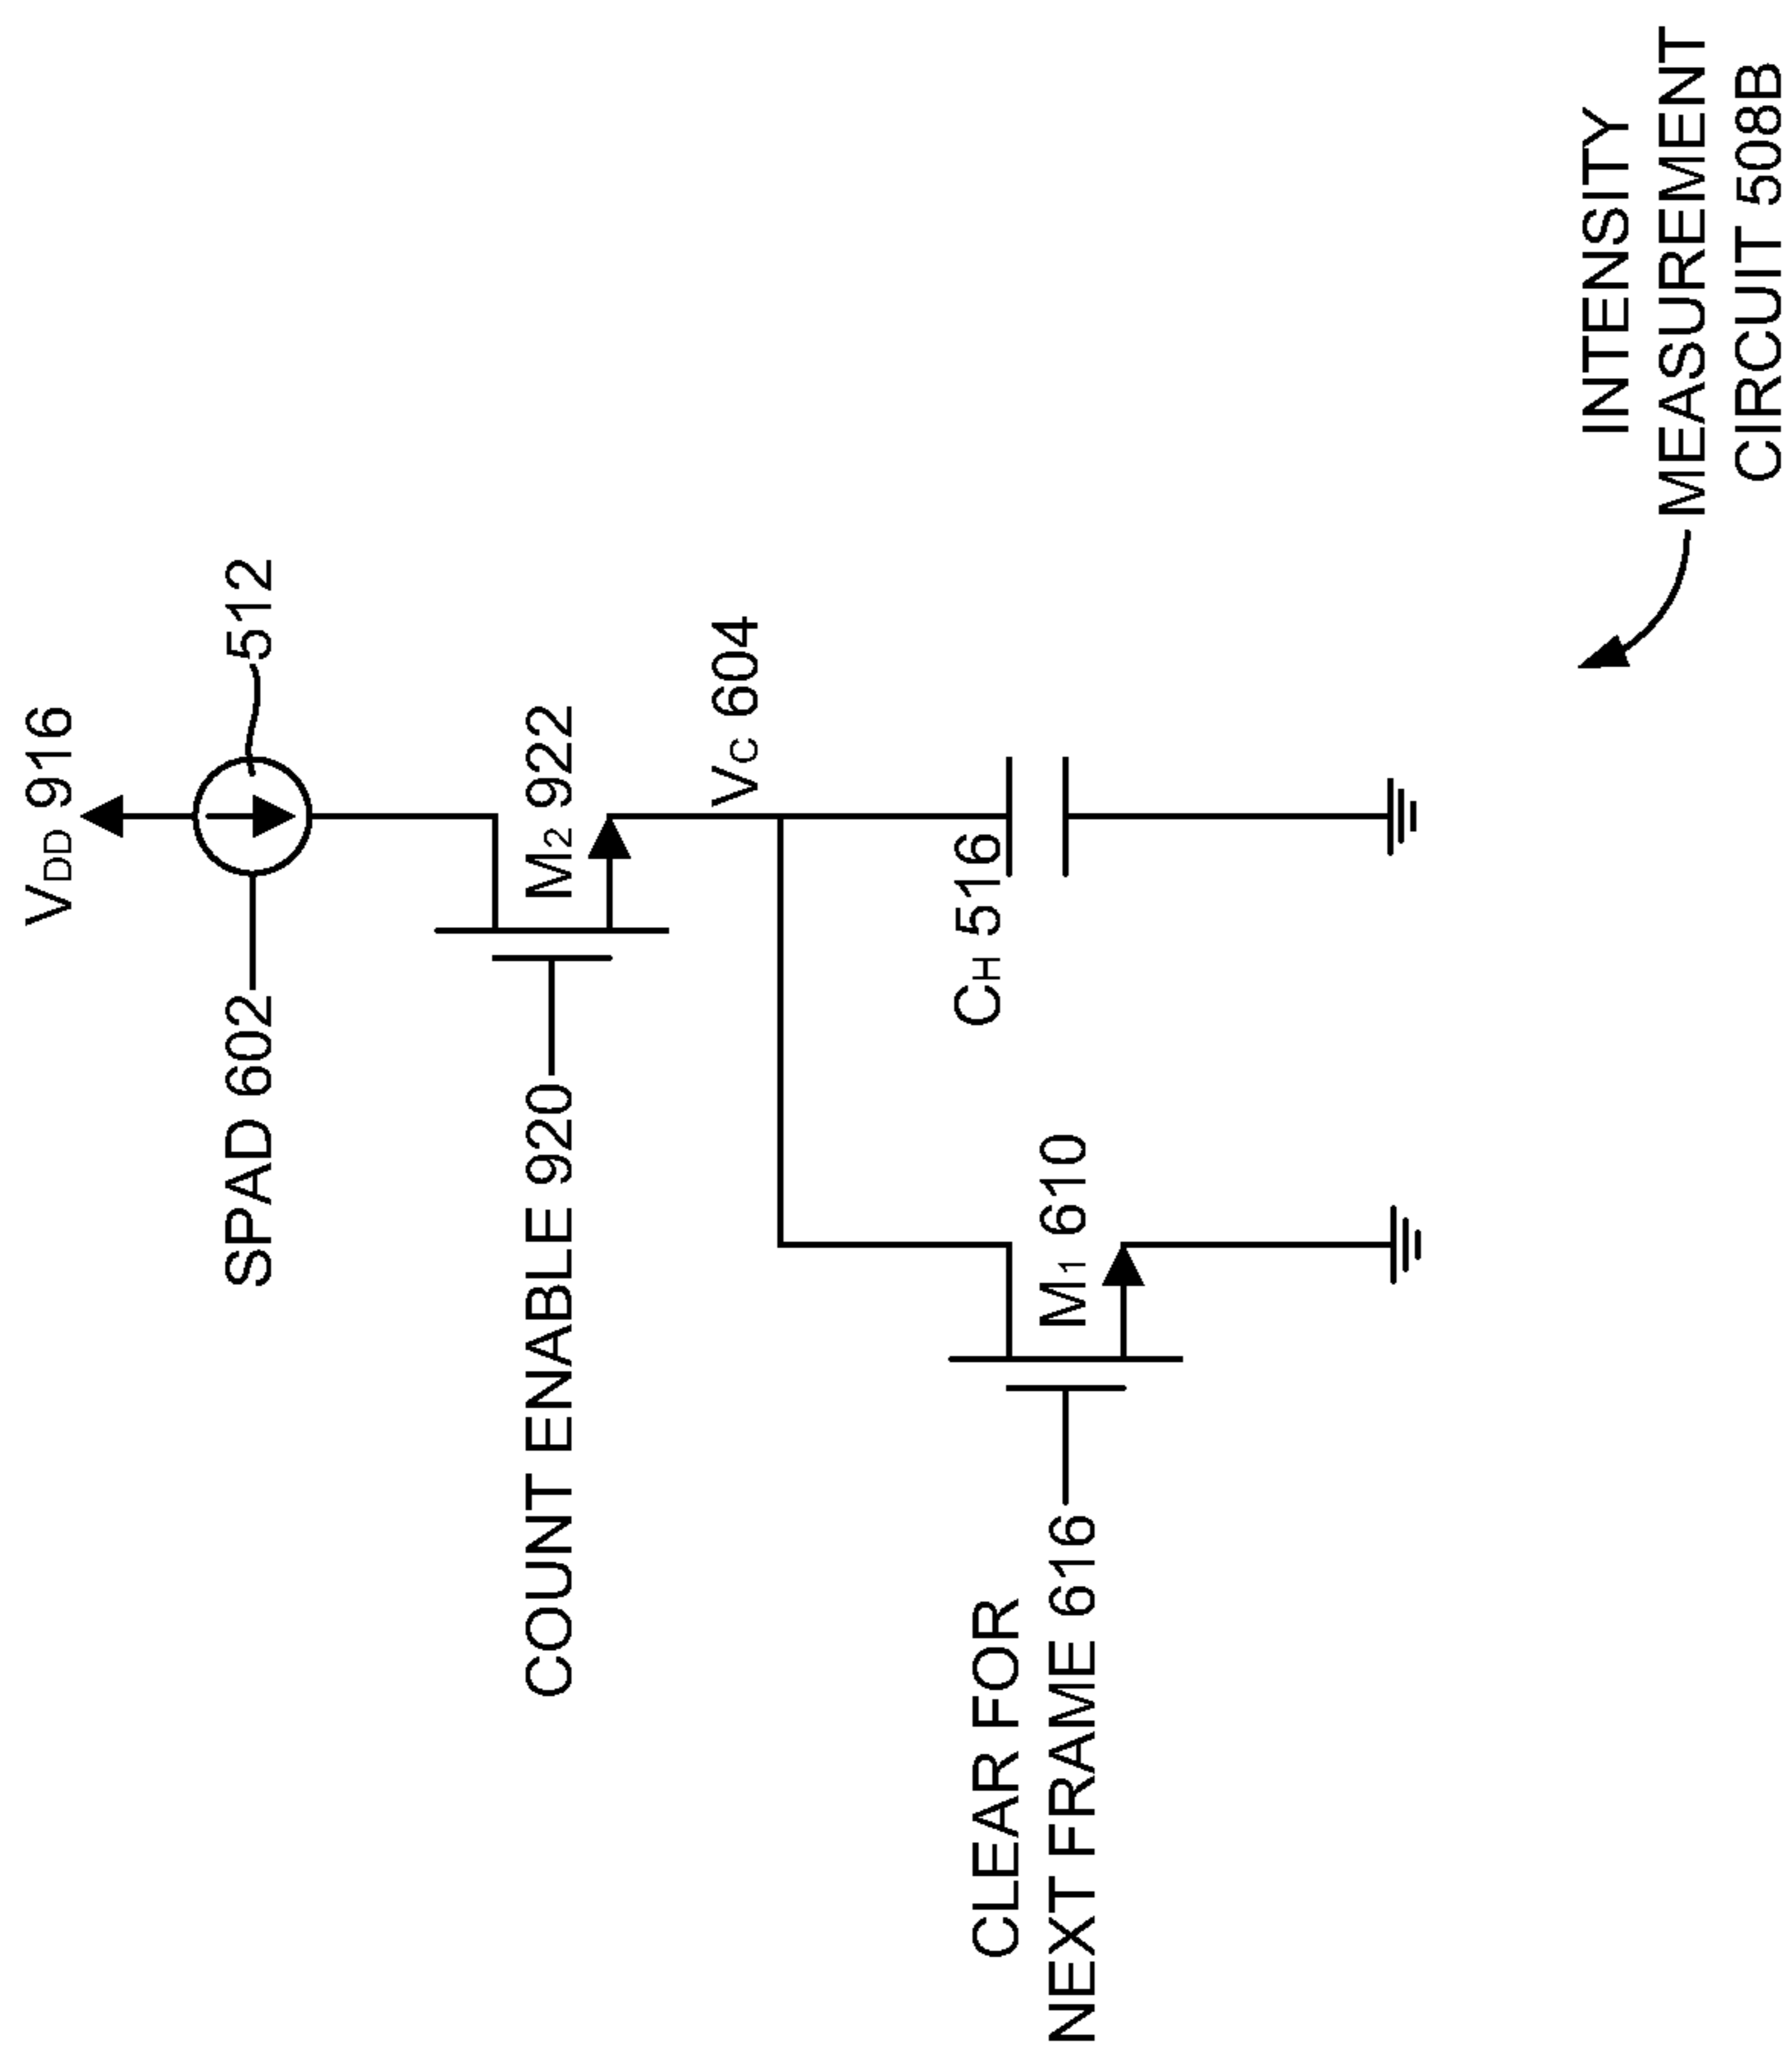 VDD 916
512
SPAD 602
M2 922
COUNT ENABLE 920
VC 604
CH 516
M1 610
CLEAR FOR
NEXT FRAME 616
INTENSITY
MEASUREMENT
CIRCUIT 508B